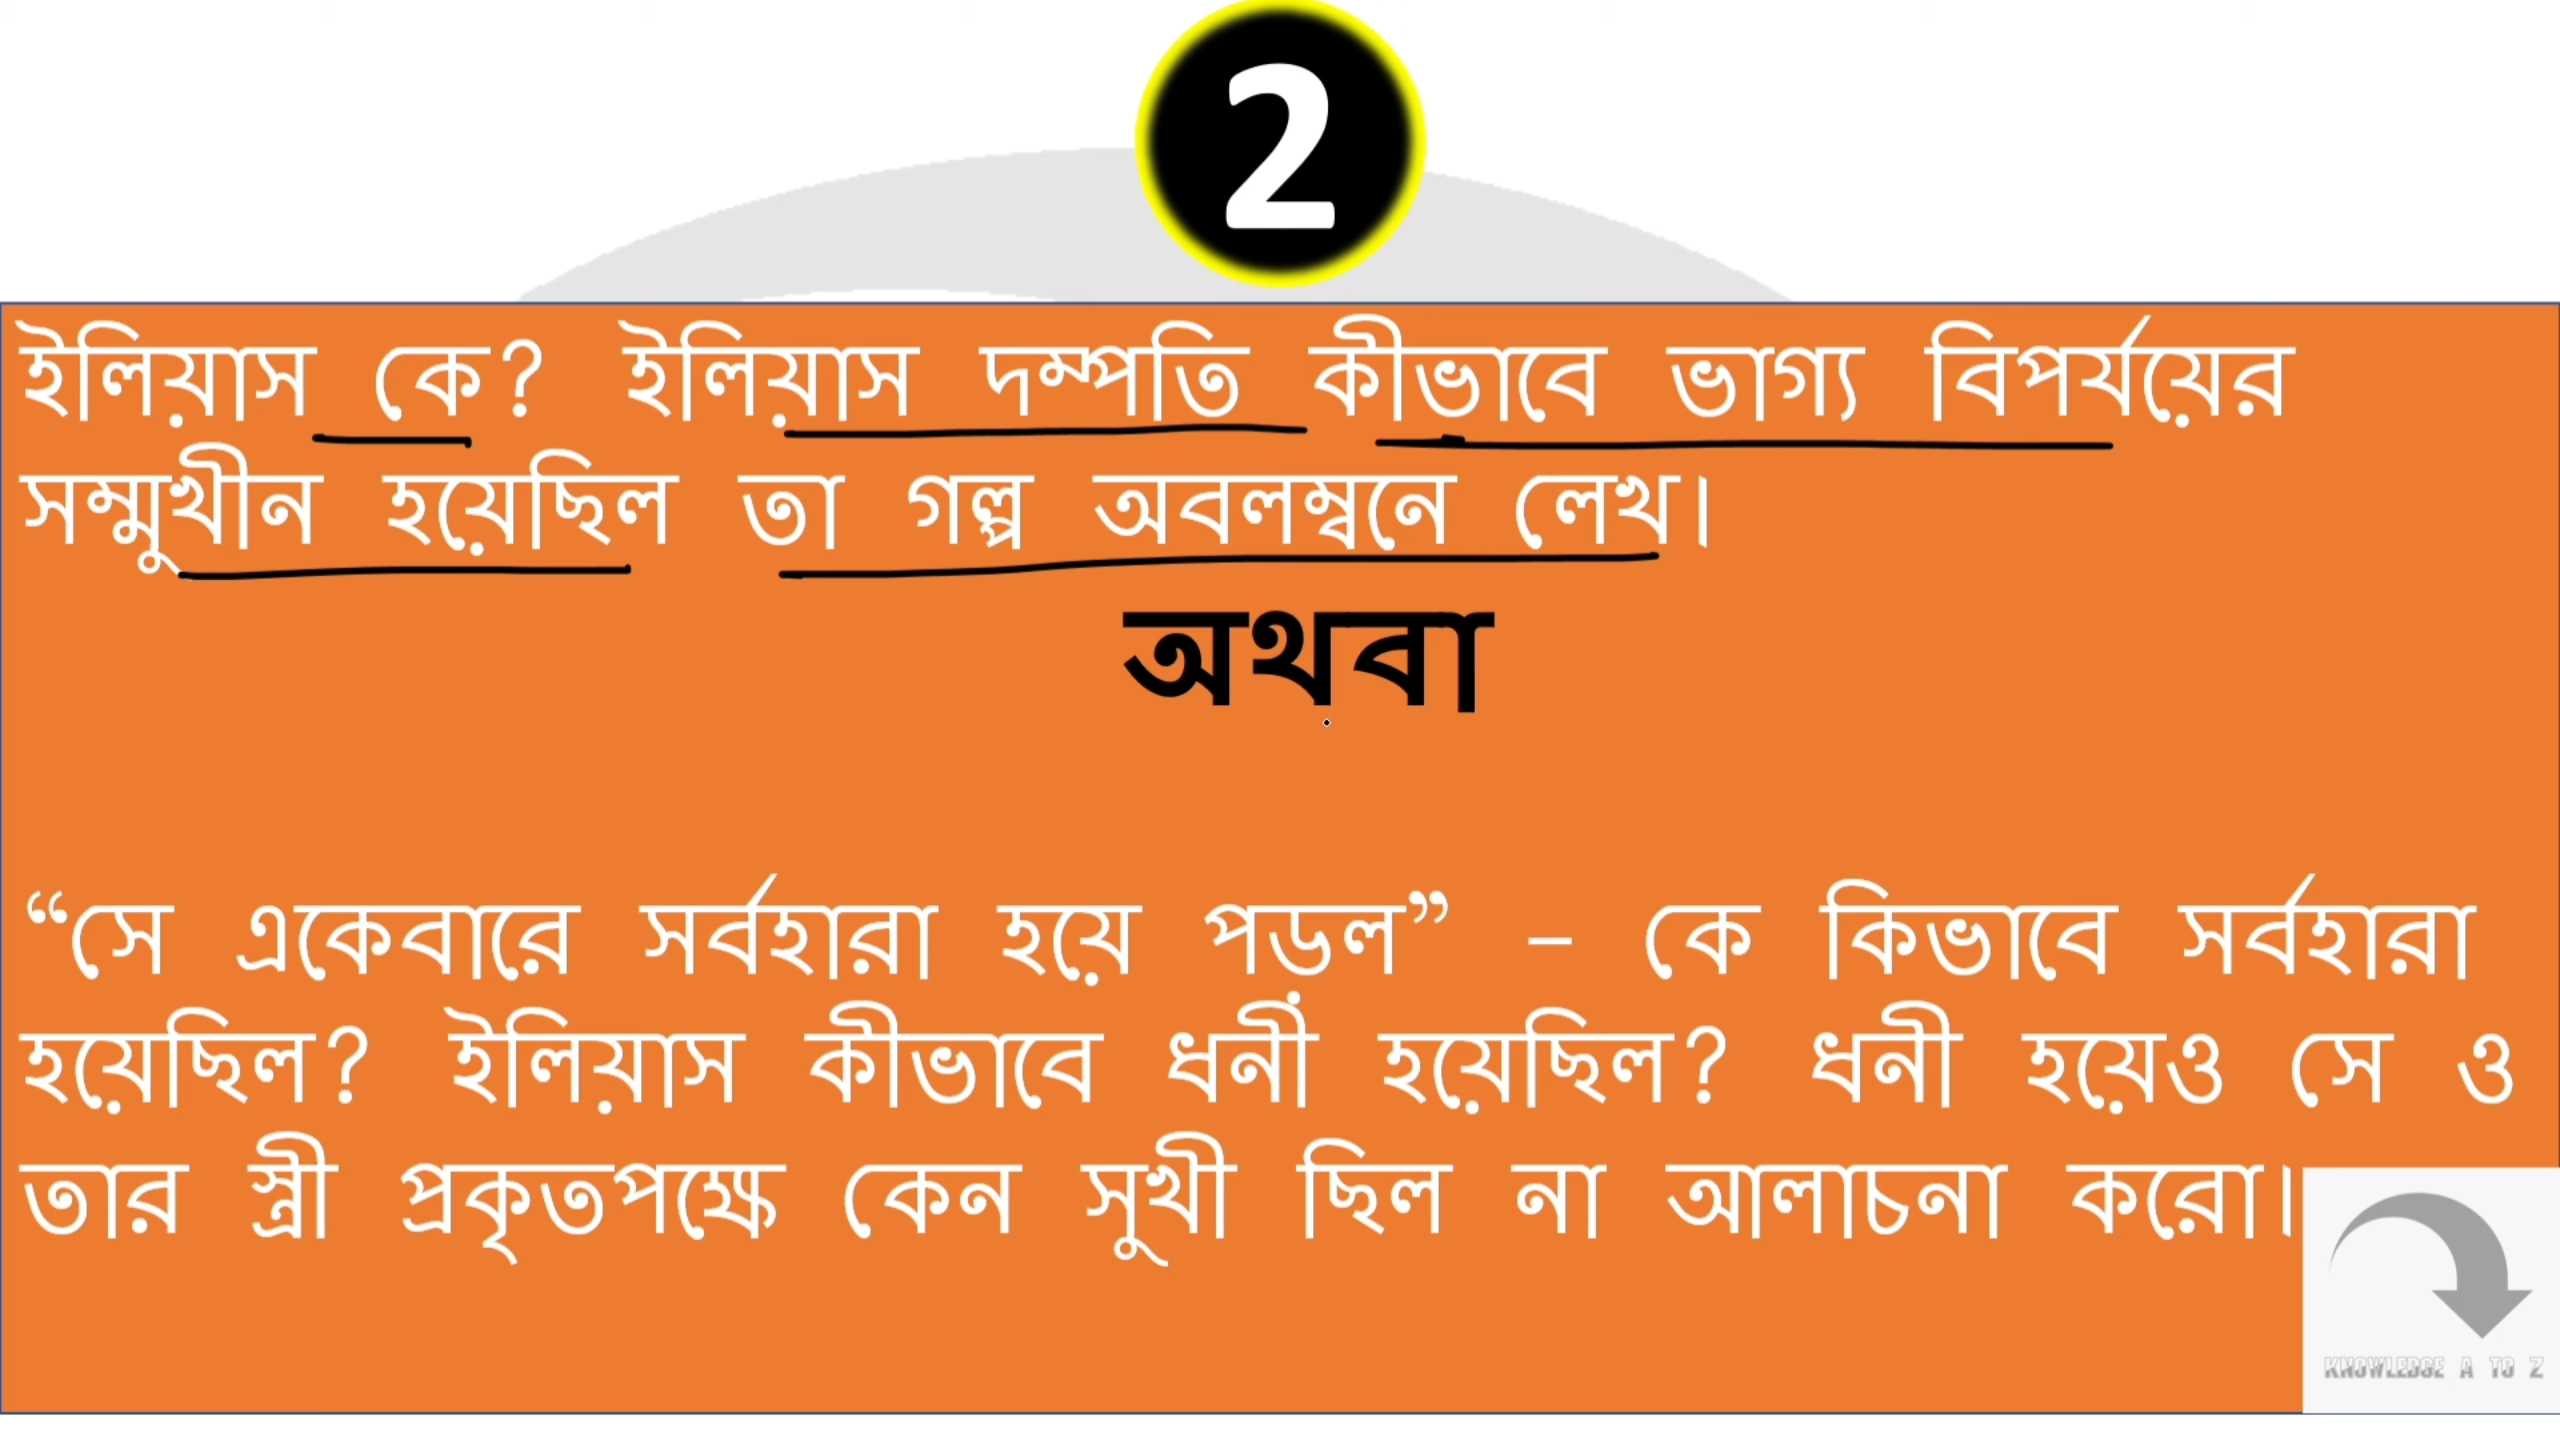 2
ইলিয়াস কে? ইলিয়াস দম্পতি কীভাবে ভাগ্য বিপর্যয়ের
সম্মুখীন হয়েছিল তা গল্প অবলম্বনে লেখ।
অথবা
“সে একেবারে সর্বহারা হয়ে পড়ল” – কে কিভাবে সর্বহারা
হয়েছিল? ইলিয়াস কীভাবে ধনী হয়েছিল? ধনী হয়েও সে ও
তার স্ত্রী প্রকৃতপক্ষে কেন সুখী ছিল না আলাচনা করো।
KNOWLEDGE A TO Z